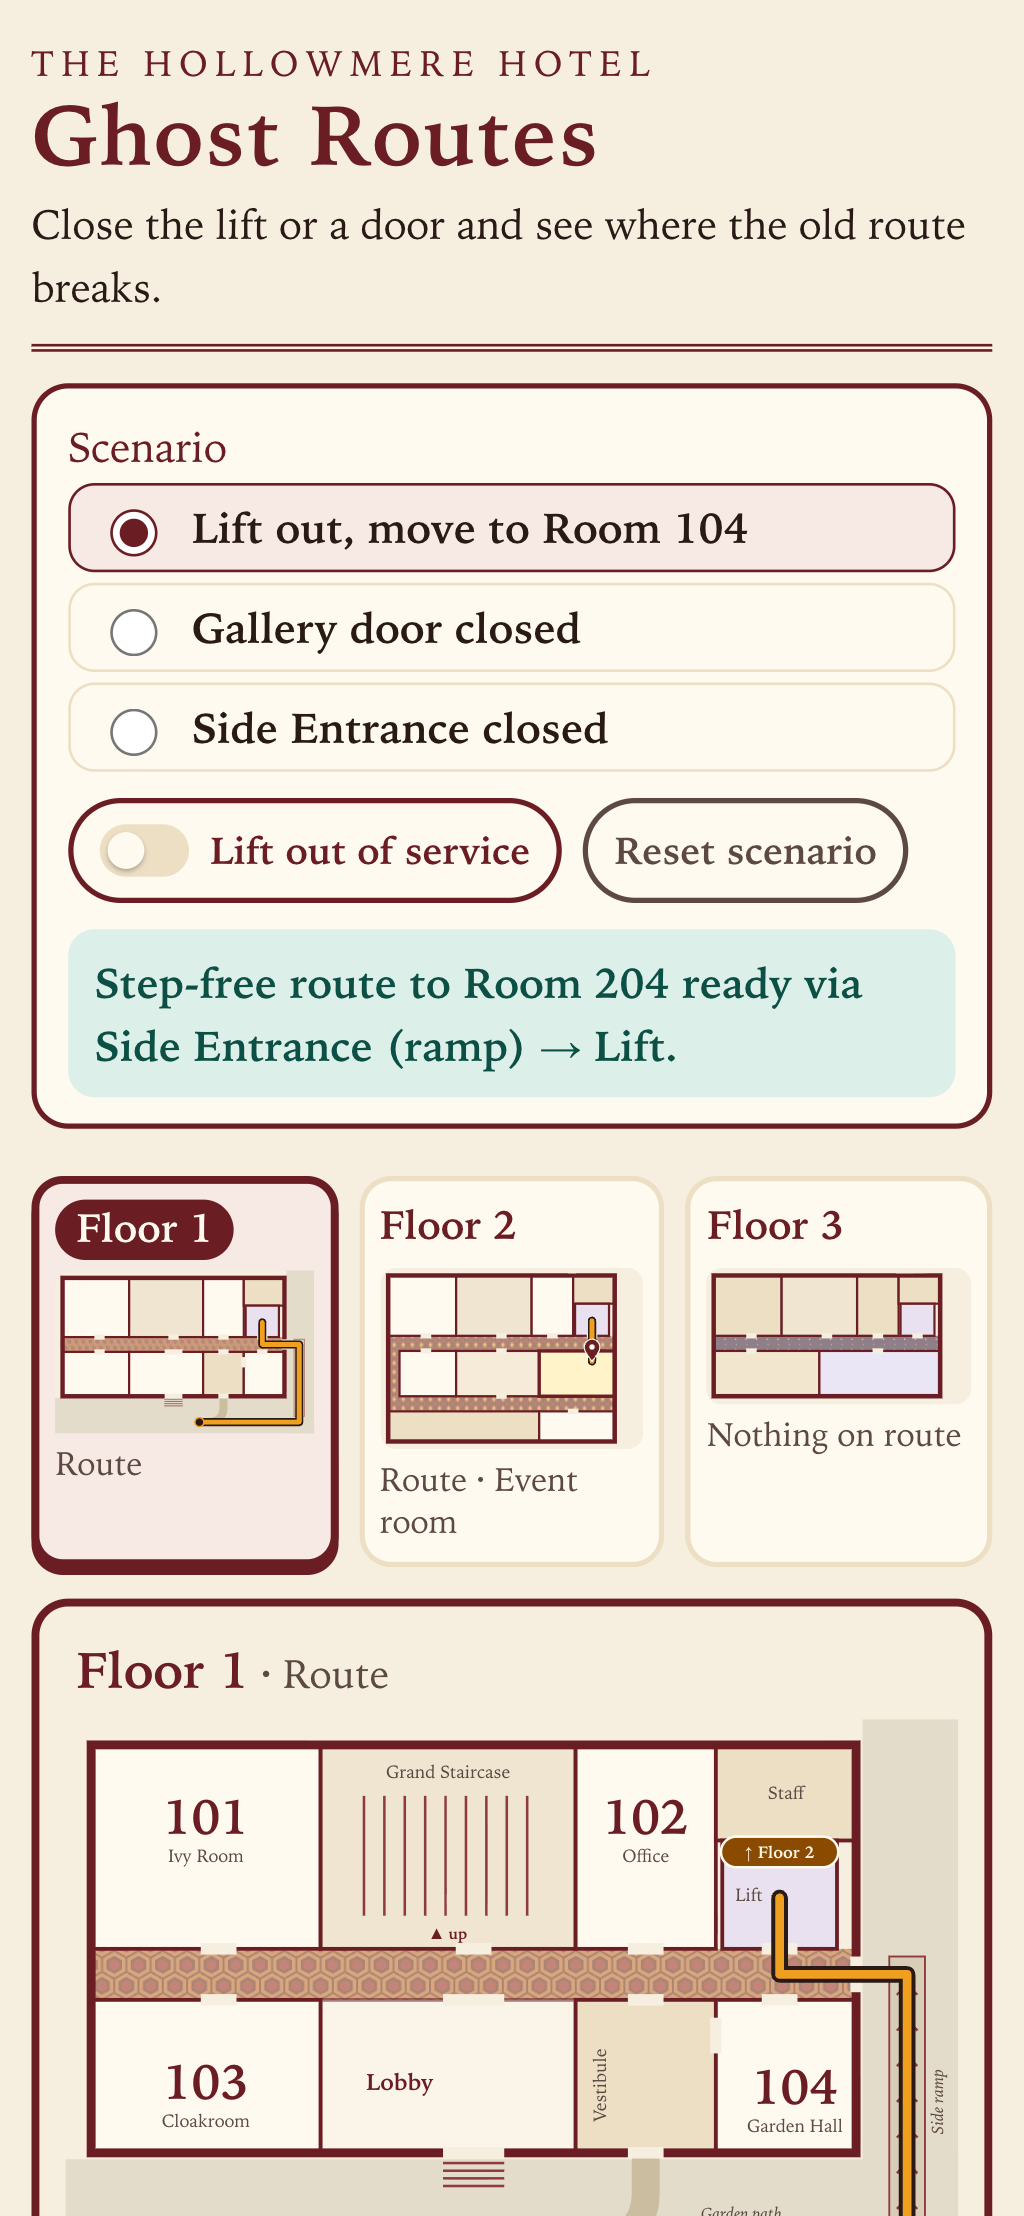 THE HOLLOWMERE HOTEL
Ghost Routes
Close the lift or a door and see where the old route
breaks.
Scenario
Lift out, move to Room 104
Gallery door closed
Side Entrance closed
Lift out of service
Reset scenario
Step-free route to Room 204 ready via
Side Entrance (ramp) → Lift.
Floor 1
Route
Floor 2
Route · Event
room
Floor 3
Nothing on route
Floor 1 · Route
101
Ivy Room
Grand Staircase
▲ up
102
Office
Staff
↑ Floor 2
Lift
103
Cloakroom
Lobby
Vestibule
104
Garden Hall
Side ramp
Garden path